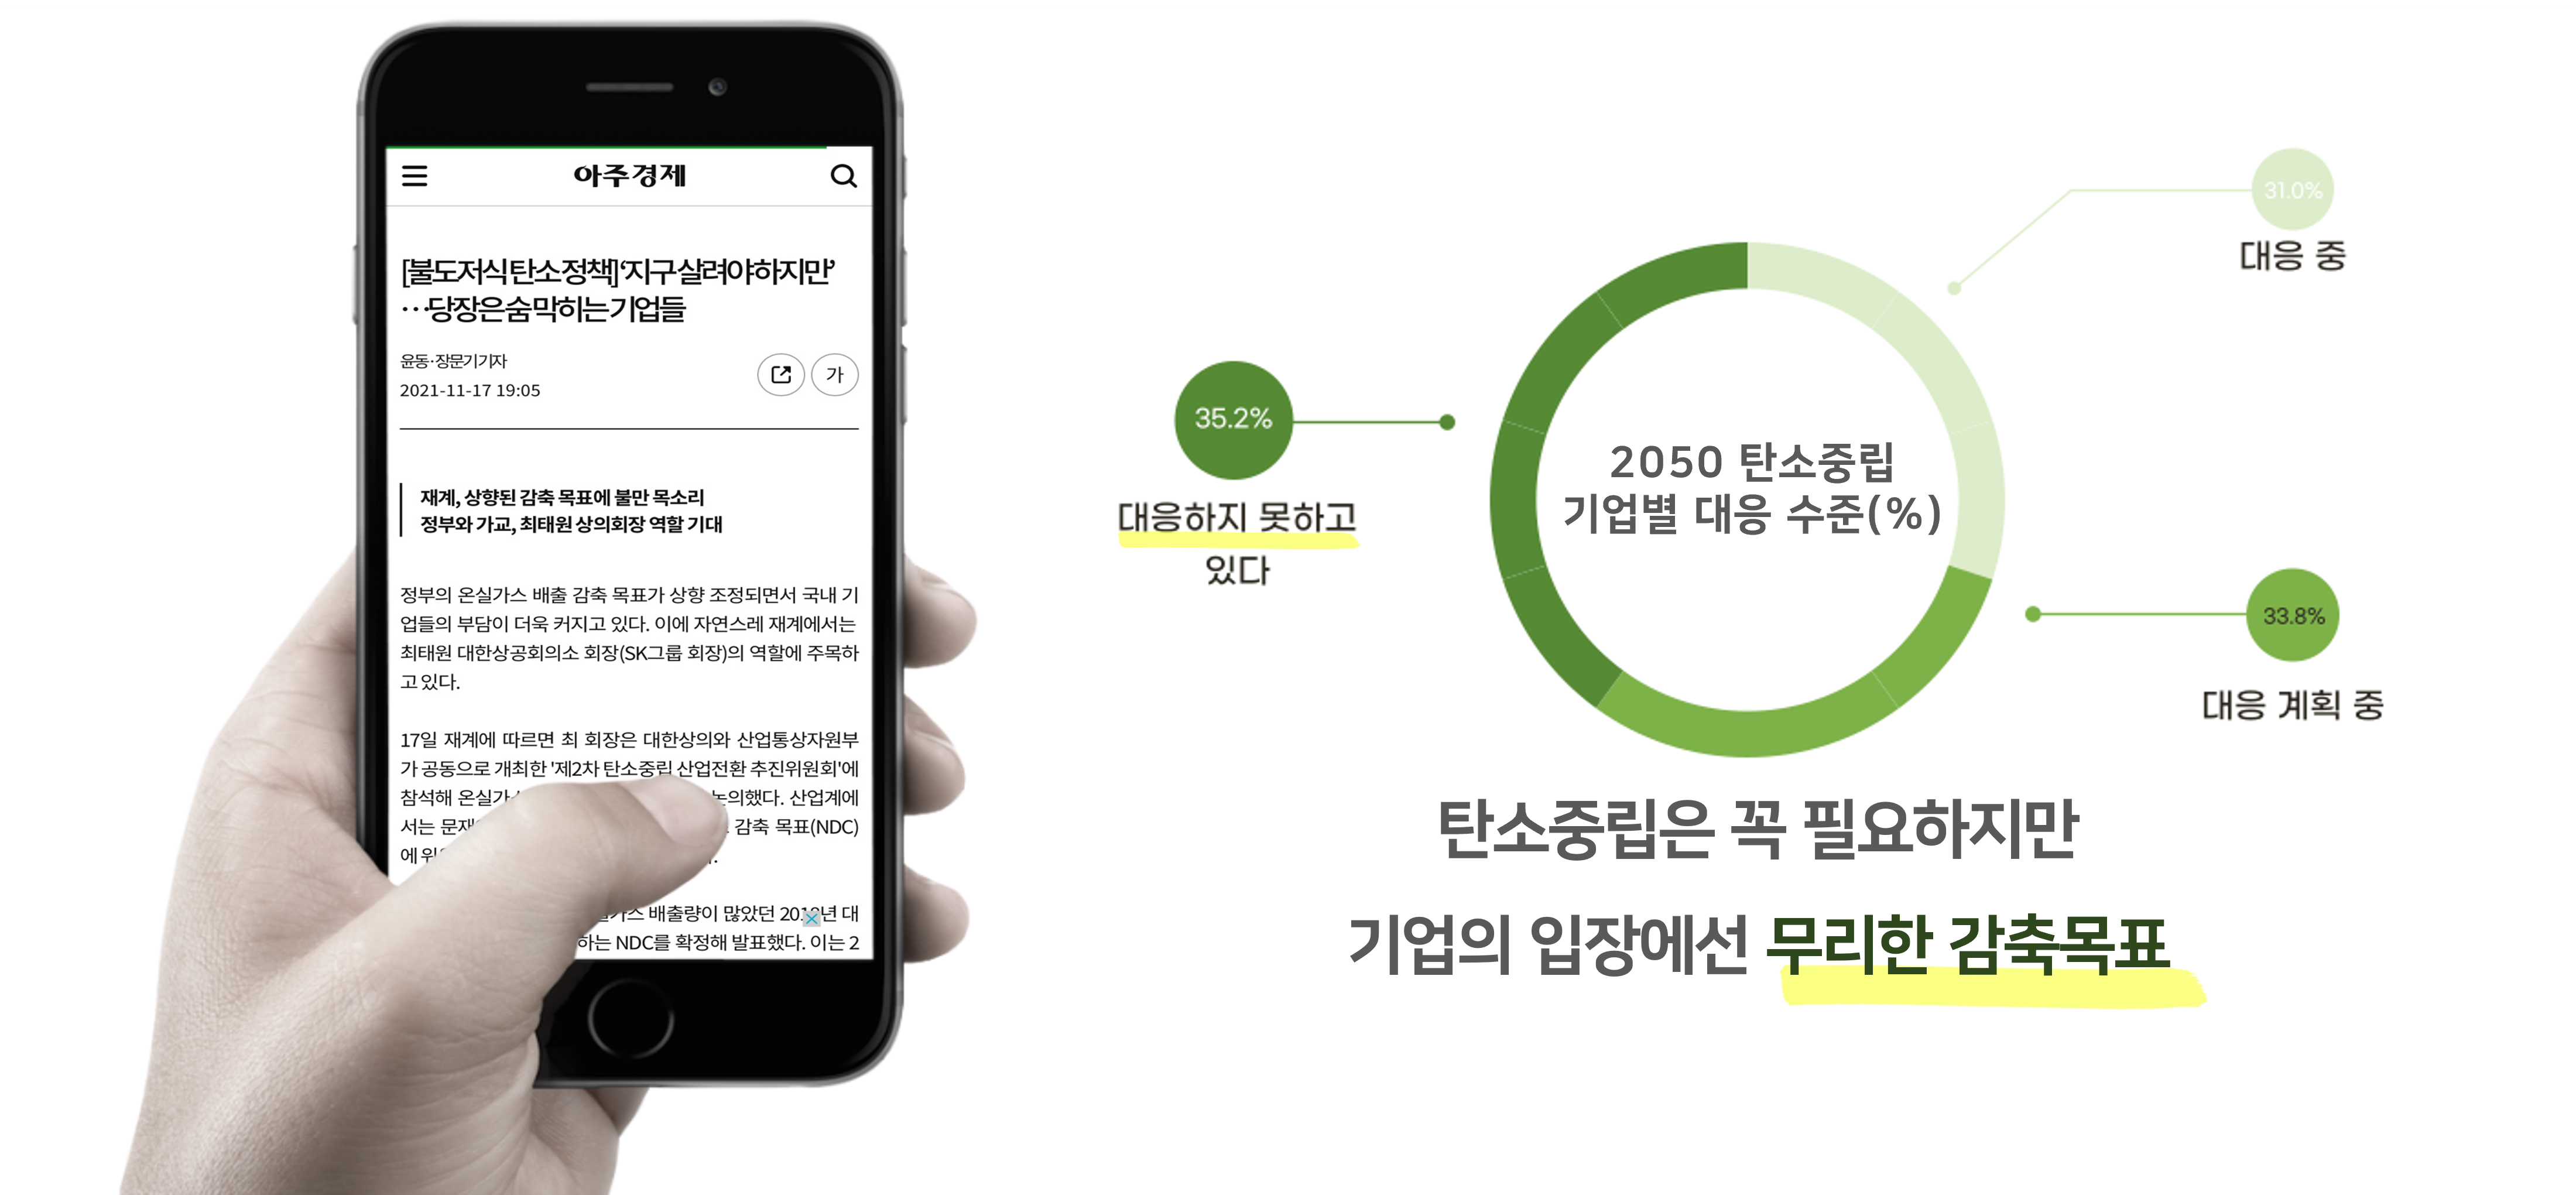 아주경제
[불도저식 탄소정책] ‘지구 살려야 하지만’
…당장은 숨 막히는 기업들
윤동·장문기 기자
2021-11-17 19:05
가
재계, 상향된 감축 목표에 불만 목소리
정부와 가교, 최태원 상의회장 역할 기대
정부의 온실가스 배출 감축 목표가 상향 조정되면서 국내 기
업들의 부담이 더욱 커지고 있다. 이에 자연스레 재계에서는
최태원 대한상공회의소 회장(SK그룹 회장)의 역할에 주목하
고 있다.
17일 재계에 따르면 최 회장은 대한상의와 산업통상자원부
가 공동으로 개최한 '제2차 탄소중립 산업전환 추진위원회'에
참석해 온실가 논의했다. 산업계에
서는 감축 목표(NDC)
에
배출량이 많았던 대
하는 NDC를 확정해 발표했다. 이는 2
31.0%
대응 중
35.2%
대응하지 못하고
있다
2050 탄소중립
기업별 대응 수준(%)
33.8%
대응 계획 중
탄소중립은 꼭 필요하지만
기업의 입장에선 무리한 감축목표